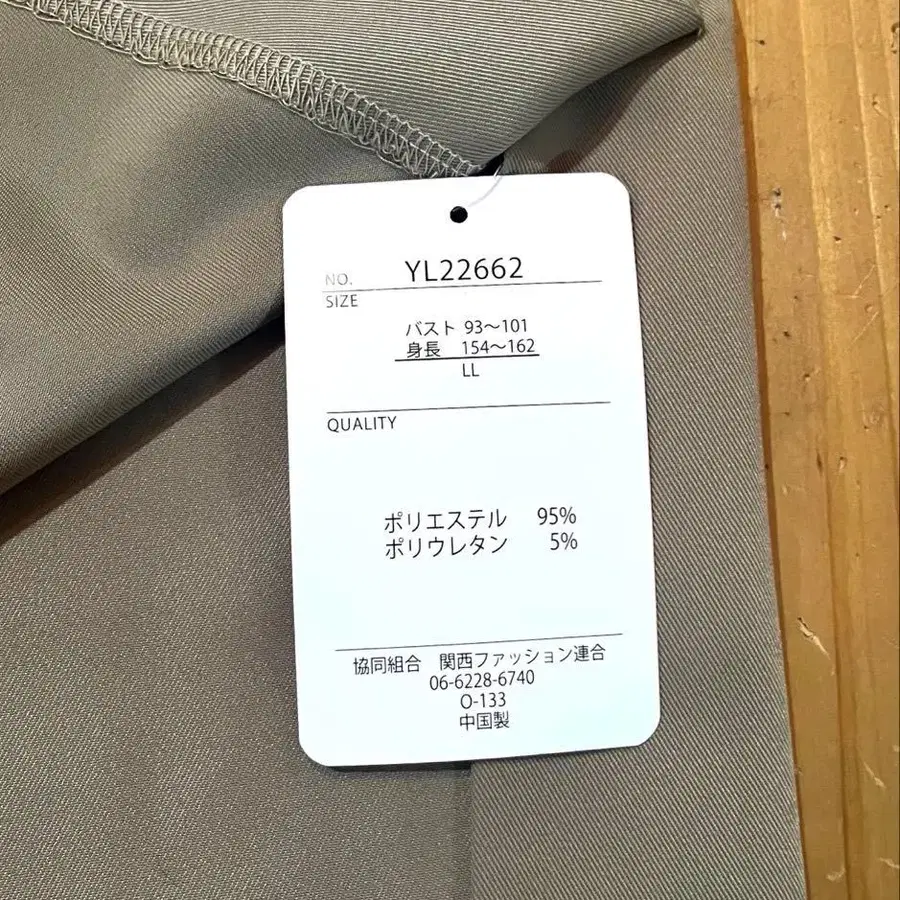 NO. YL22662
SIZE
バスト 93～101
身長 154～162
LL
QUALITY
ポリエステル 95%
ポリウレタン 5%
協同組合 関西ファッション連合
06-6228-6740
O-133
中国製